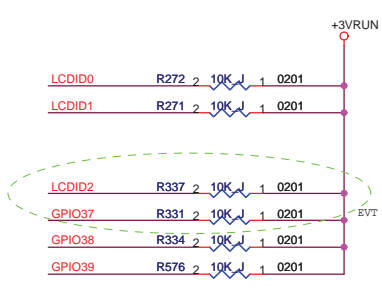 +3VRUN
LCDID0 R272 2 10K_J 1 0201
LCDID1 R271 2 10K_J 1 0201
LCDID2 R337 2 10K_J 1 0201
GPIO37 R331 2 10K_J 1 0201 EVT
GPIO38 R334 2 10K_J 1 0201
GPIO39 R576 2 10K_J 1 0201